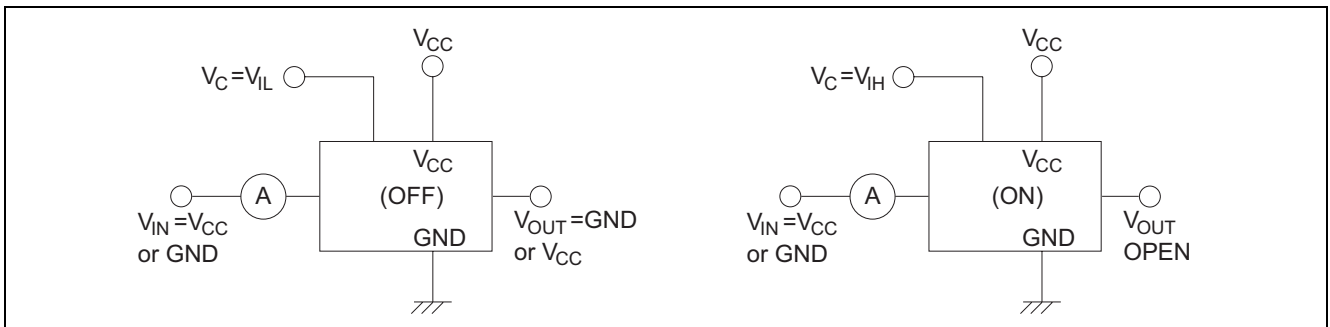 VCC
VC=VIL
VCC
A
(OFF)
VIN=VCC
or GND
GND
VOUT=GND
or VCC
VCC
VC=VIH
VCC
A
(ON)
VIN=VCC
or GND
GND
VOUT
OPEN